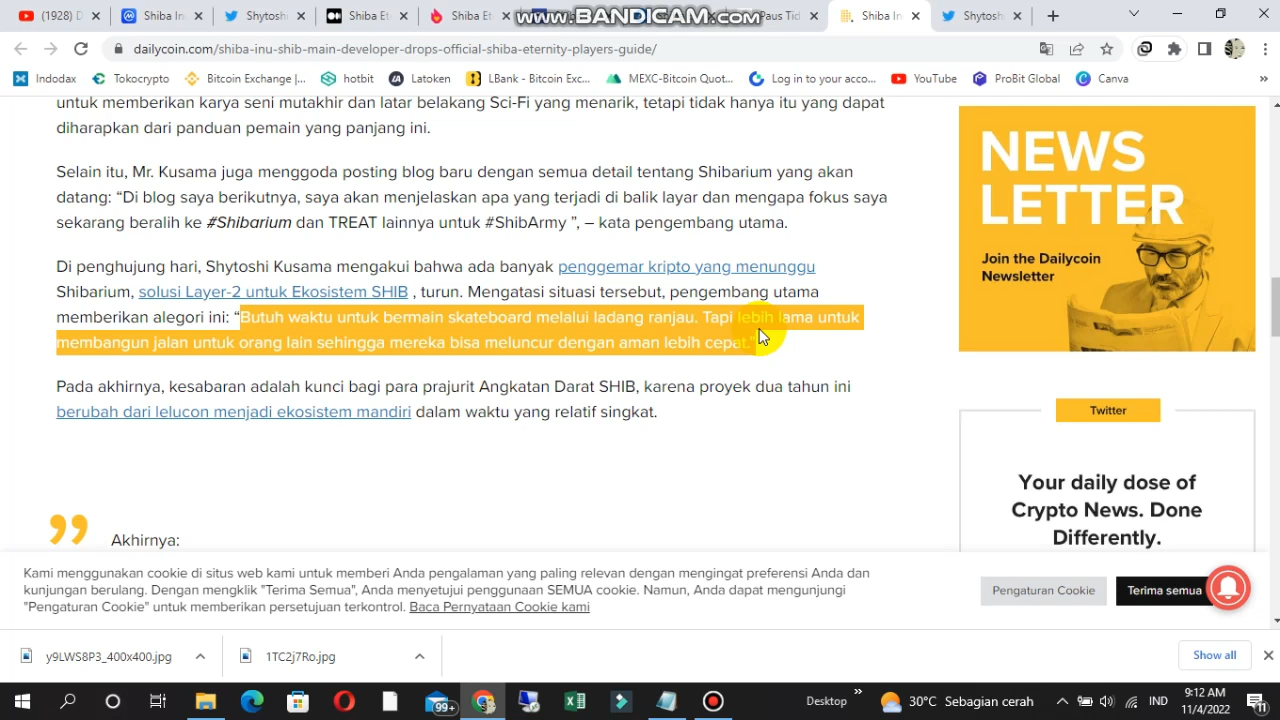 www.BANDICAM.com
(1928) D
Shiba In
Shytoshi
Shiba Et
Shiba Et
Paus Tid
Shiba In
Shytosh
dailycoin.com/shiba-inu-shib-main-developer-drops-official-shiba-eternity-players-guide/
Indodax
Tokocrypto
Bitcoin Exchange |...
hotbit
Latoken
LBank - Bitcoin Exc...
MEXC-Bitcoin Quot...
Log in to your acco...
YouTube
ProBit Global
Canva
»
untuk memberikan karya seni mutakhir dan latar belakang Sci-Fi yang menarik, tetapi tidak hanya itu yang dapat
diharapkan dari panduan pemain yang panjang ini.
Selain itu, Mr. Kusama juga menggoda posting blog baru dengan semua detail tentang Shibarium yang akan
datang: “Di blog saya berikutnya, saya akan menjelaskan apa yang terjadi di balik layar dan mengapa fokus saya
sekarang beralih ke #Shibarium dan TREAT lainnya untuk #ShibArmy ”, – kata pengembang utama.
Di penghujung hari, Shytoshi Kusama mengakui bahwa ada banyak penggemar kripto yang menunggu
Shibarium, solusi Layer-2 untuk Ekosistem SHIB , turun. Mengatasi situasi tersebut, pengembang utama
memberikan alegori ini: “Butuh waktu untuk bermain skateboard melalui ladang ranjau. Tapi lebih lama untuk
membangun jalan untuk orang lain sehingga mereka bisa meluncur dengan aman lebih cepat.”
Pada akhirnya, kesabaran adalah kunci bagi para prajurit Angkatan Darat SHIB, karena proyek dua tahun ini
berubah dari lelucon menjadi ekosistem mandiri dalam waktu yang relatif singkat.
Akhirnya:
NEWS
LETTER
Join the Dailycoin
Newsletter
Twitter
Your daily dose of
Crypto News. Done
Differently.
Kami menggunakan cookie di situs web kami untuk memberi Anda pengalaman yang paling relevan dengan mengingat preferensi Anda dan
kunjungan berulang. Dengan mengklik "Terima Semua", Anda menyetujui penggunaan SEMUA cookie. Namun, Anda dapat mengunjungi
"Pengaturan Cookie" untuk memberikan persetujuan terkontrol. Baca Pernyataan Cookie kami
Pengaturan Cookie
Terima semua
y9LWS8P3_400x400.jpg
1TC2j7Ro.jpg
Show all
99+
Desktop
»
30°C Sebagian cerah
IND
9:12 AM
11/4/2022
11